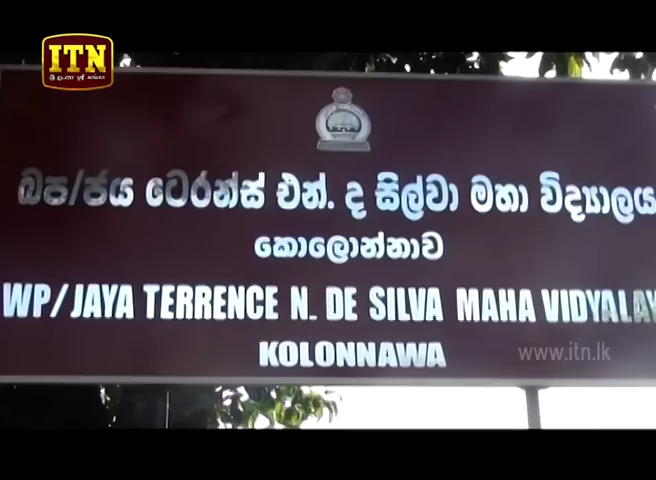 ITN
බප/ජය ටෙරන්ස් එන්. ද සිල්වා මහා විද්‍යාලය
කොලොන්නාව
WP/JAYA TERRENCE N. DE SILVA MAHA VIDYALAY
KOLONNAWA
www.itn.lk